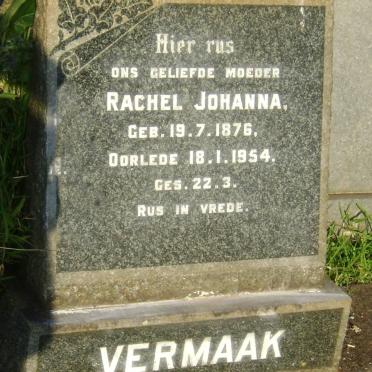 Hier rus
ONS GELIEFDE MOEDER
RACHEL JOHANNA,
GEB. 19.7.1876,
OORLEDE 18.1.1954.
GES. 22.3.
RUS IN VREDE.
VERMAAK